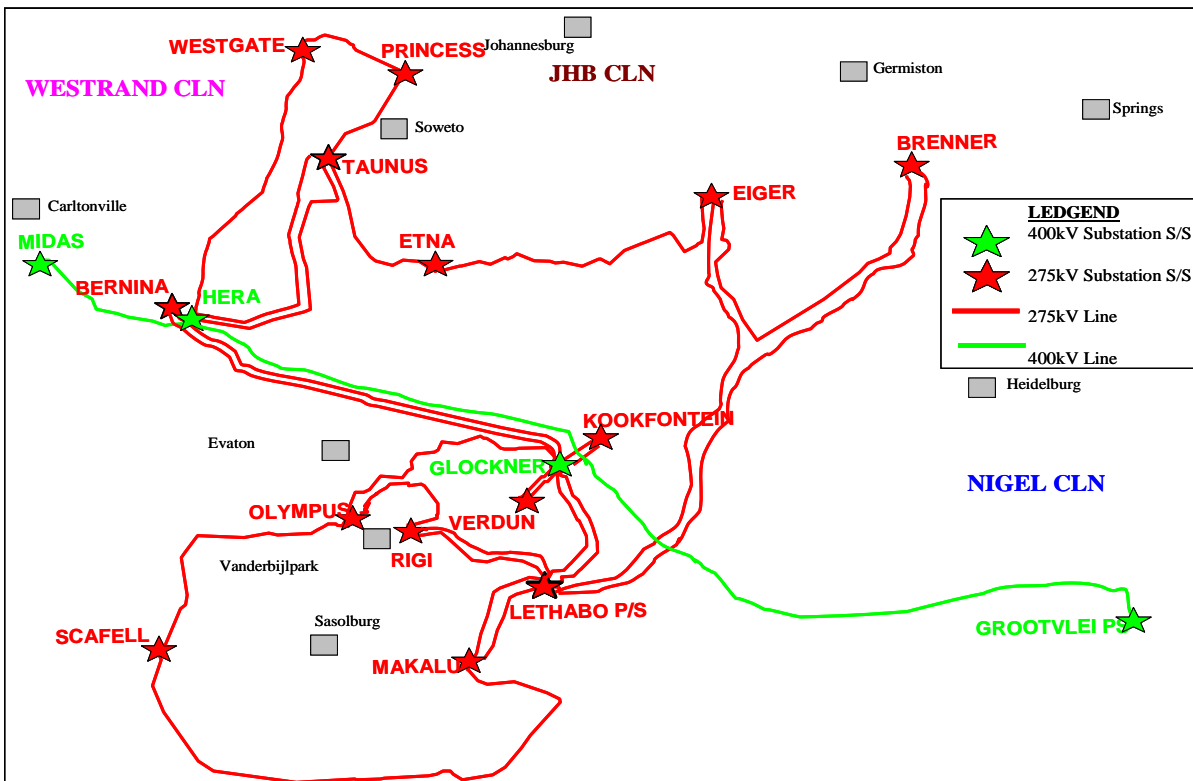 WESTGATE
PRINCESS
Johannesburg
JHB CLN
Germiston
WESTRAND CLN
Springs
Soweto
BRENNER
TAUNUS
EIGER
Carltonville
LEDGEND
400kV Substation S/S
MIDAS
ETNA
275kV Substation S/S
BERNINA
HERA
275kV Line
400kV Line
Heidelburg
KOOKFONTEIN
Evaton
GLOCKNER
NIGEL CLN
OLYMPUS
VERDUN
RIGI
Vanderbijlpark
LETHABO P/S
Sasolburg
SCAFELL
GROOTVLEI PS
MAKALU